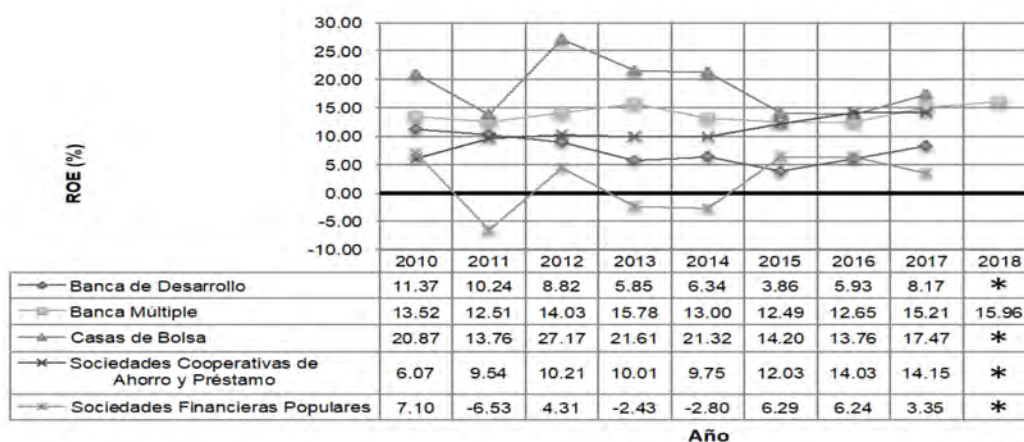 30.00
25.00
20.00
15.00
10.00
5.00
0.00
-5.00
-10.00
ROE (%)
2010 2011 2012 2013 2014 2015 2016 2017 2018
Banca de Desarrollo 11.37 10.24 8.82 5.85 6.34 3.86 5.93 8.17 *
Banca Múltiple 13.52 12.51 14.03 15.78 13.00 12.49 12.65 15.21 15.96
Casas de Bolsa 20.87 13.76 27.17 21.61 21.32 14.20 13.76 17.47 *
Sociedades Cooperativas de
Ahorro y Préstamo 6.07 9.54 10.21 10.01 9.75 12.03 14.03 14.15 *
Sociedades Financieras Populares 7.10 -6.53 4.31 -2.43 -2.80 6.29 6.24 3.35 *
Año